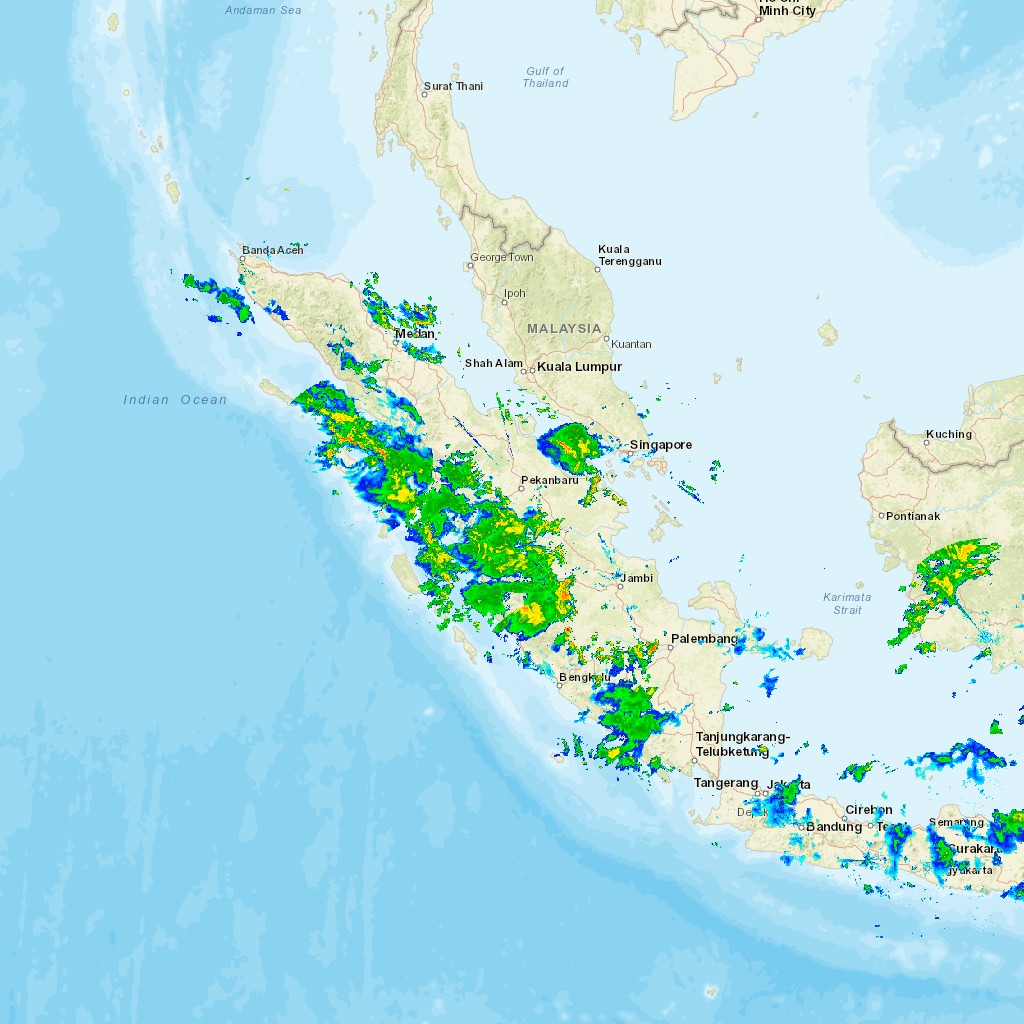 Andaman Sea
Minh City
Gulf of
Thailand
Surat Thani
Banda Aceh
George Town
Kuala
Terengganu
Ipoh
MALAYSIA
Medan
Kuantan
Shah Alam
Kuala Lumpur
Indian Ocean
Singapore
Kuching
Pekanbaru
Pontianak
Jambi
Karimata
Strait
Palembang
Bengkulu
Tanjungkarang-
Telubketung
Tangerang
Jakarta
Cirebon
Bandung
Semarang
Surakar